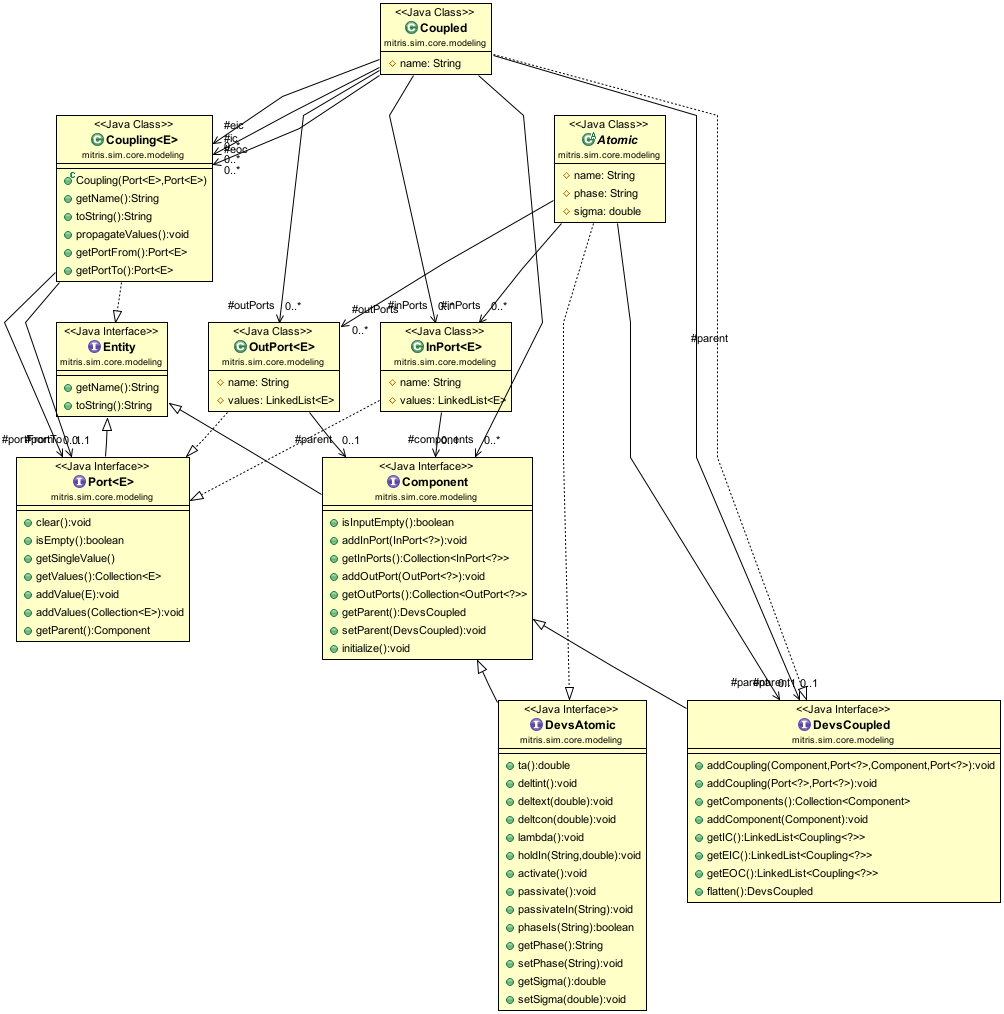 <<Java Class>>
Coupled
mitris.sim.core.modeling
name: String
<<Java Class>>
Coupling<E>
mitris.sim.core.modeling
Coupling(Port<E>,Port<E>)
getName():String
toString():String
propagateValues():void
getPortFrom():Port<E>
getPortTo():Port<E>
#eic
#ic
0..*
#eoc
0..*
0..*
<<Java Class>>
Atomic
mitris.sim.core.modeling
name: String
phase: String
sigma: double
#outPorts
0..*
#outPorts
0..*
#inPorts
0..*
#inPorts
0..*
#parent
<<Java Interface>>
Entity
mitris.sim.core.modeling
getName():String
toString():String
<<Java Class>>
OutPort<E>
mitris.sim.core.modeling
name: String
values: LinkedList<E>
<<Java Class>>
InPort<E>
mitris.sim.core.modeling
name: String
values: LinkedList<E>
#portFrom
#portTo
0..1
0..1
#parent
0..1
#components
0..1
0..*
<<Java Interface>>
Port<E>
mitris.sim.core.modeling
clear():void
isEmpty():boolean
getSingleValue()
getValues():Collection<E>
addValue(E):void
addValues(Collection<E>):void
getParent():Component
<<Java Interface>>
Component
mitris.sim.core.modeling
isInputEmpty():boolean
addInPort(InPort<?>):void
getInPorts():Collection<InPort<?>>
addOutPort(OutPort<?>):void
getOutPorts():Collection<OutPort<?>>
getParent():DevsCoupled
setParent(DevsCoupled):void
initialize():void
#parent
#parent
0..1
0..1
<<Java Interface>>
DevsAtomic
mitris.sim.core.modeling
ta():double
deltint():void
deltext(double):void
deltcon(double):void
lambda():void
holdIn(String,double):void
activate():void
passivate():void
passivateIn(String):void
phaseIs(String):boolean
getPhase():String
setPhase(String):void
getSigma():double
setSigma(double):void
<<Java Interface>>
DevsCoupled
mitris.sim.core.modeling
addCoupling(Component,Port<?>,Component,Port<?>):void
addCoupling(Port<?>,Port<?>):void
getComponents():Collection<Component>
addComponent(Component):void
getIC():LinkedList<Coupling<?>>
getEIC():LinkedList<Coupling<?>>
getEOC():LinkedList<Coupling<?>>
flatten():DevsCoupled